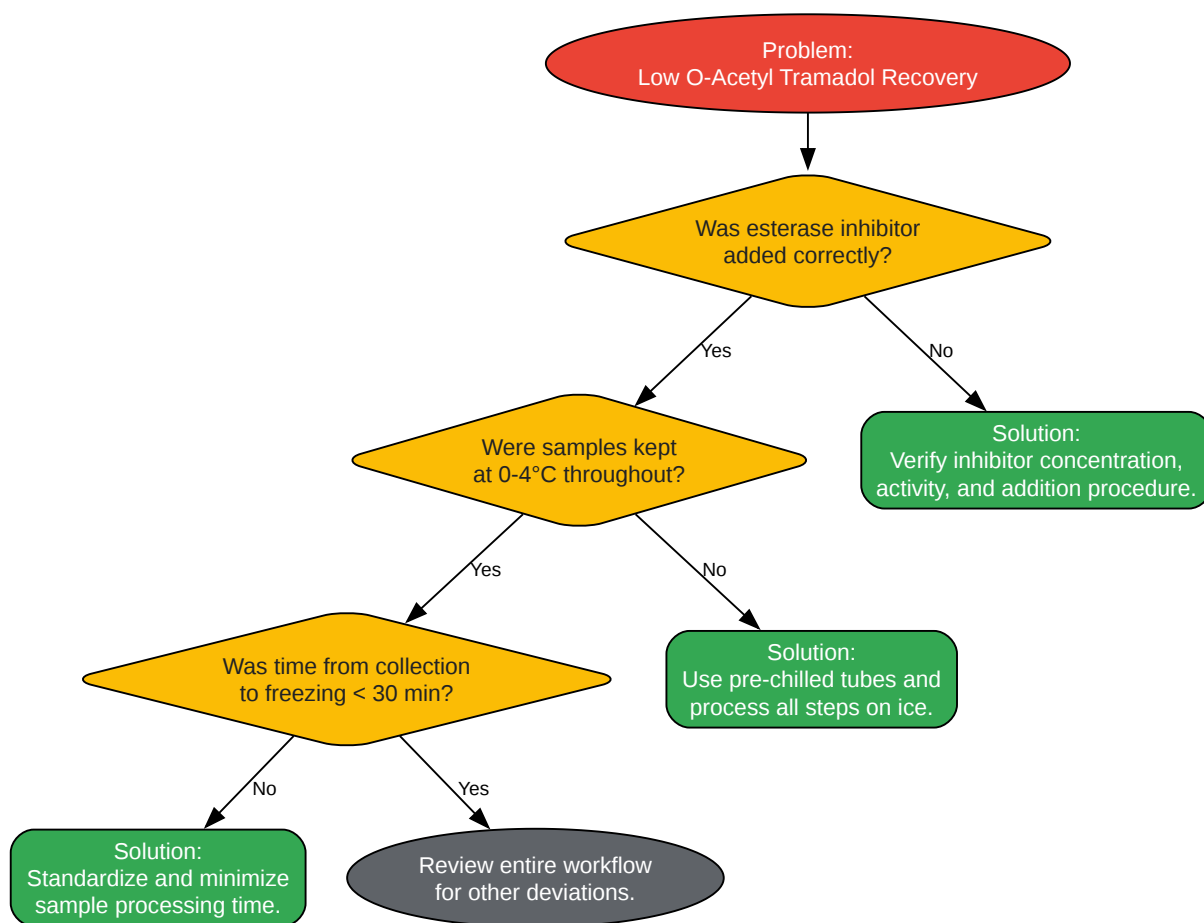 Problem:
Low O-Acetyl Tramadol Recovery
Was esterase inhibitor
added correctly?
Yes
No
Were samples kept
at 0-4°C throughout?
Solution:
Verify inhibitor concentration,
activity, and addition procedure.
Yes
No
Was time from collection
to freezing < 30 min?
Solution:
Use pre-chilled tubes and
process all steps on ice.
No
Yes
Solution:
Standardize and minimize
sample processing time.
Review entire workflow
for other deviations.